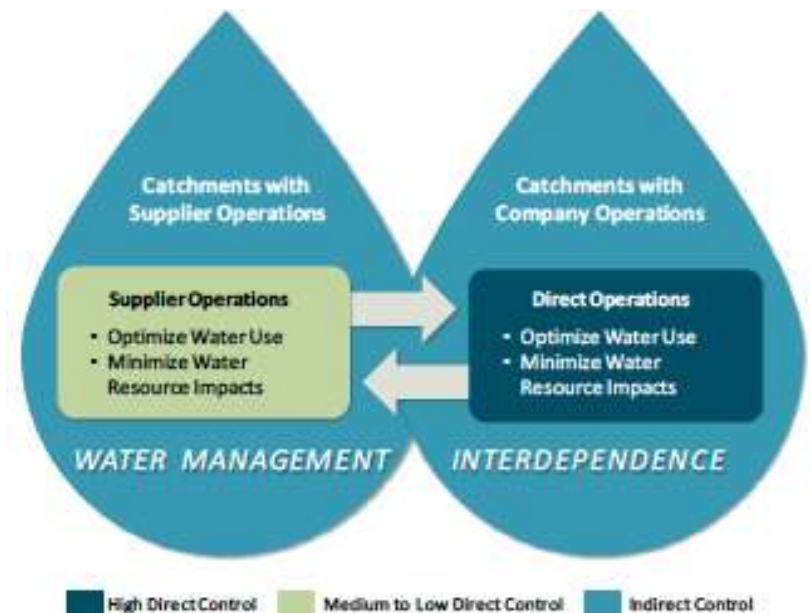 Catchments with
Supplier Operations
Supplier Operations
• Optimize Water Use
• Minimize Water
Resource Impacts
Catchments with
Company Operations
Direct Operations
• Optimize Water Use
• Minimize Water
Resource Impacts
WATER MANAGEMENT INTERDEPENDENCE
High Direct Control Medium to Low Direct Control Indirect Control